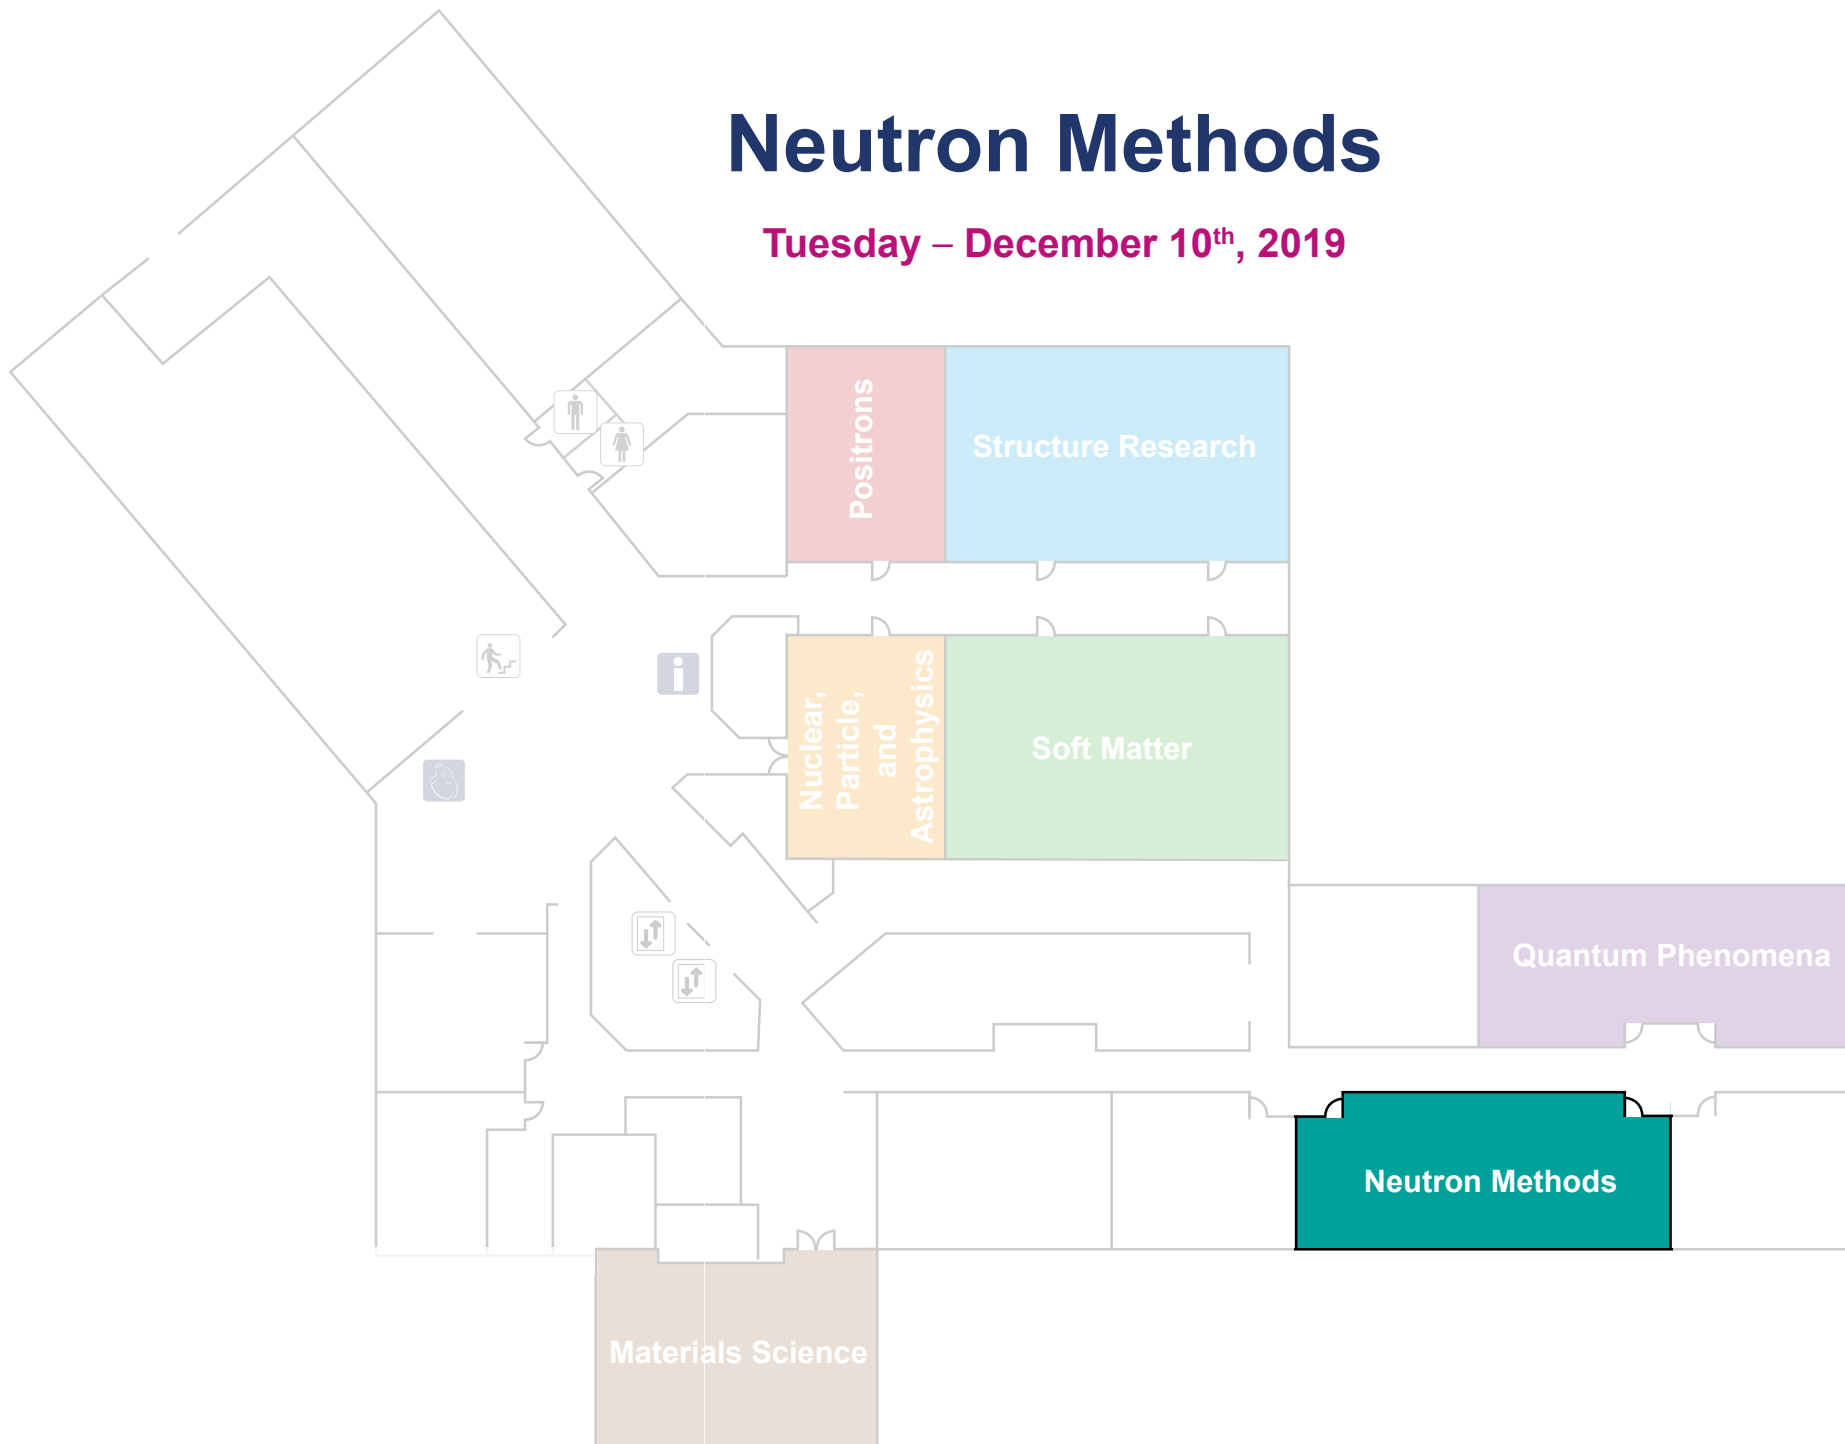 Neutron Methods
Tuesday – December 10th, 2019
Positrons
Structure Research
Nuclear,
Particle,
and
Astrophysics
Soft Matter
Quantum Phenomena
Neutron Methods
Materials Science